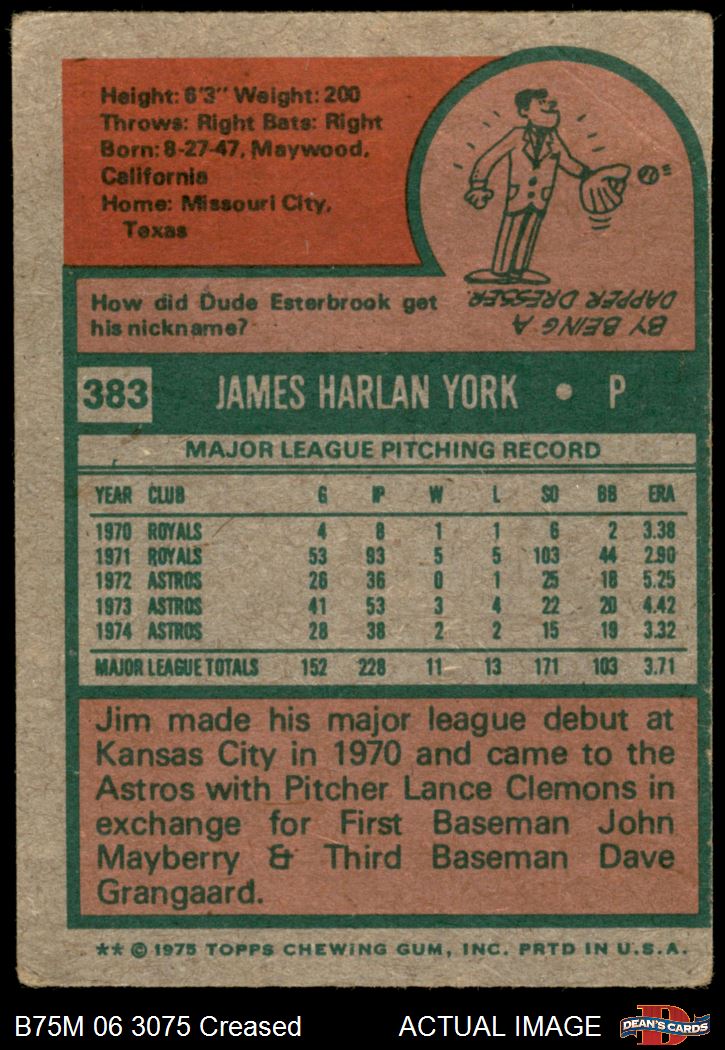 Height: 6'3" Weight: 200
Throws: Right Bats: Right
Born: 8-27-47, Maywood,
California
Home: Missouri City,
Texas
How did Dude Esterbrook get
his nickname?
BY BEING A
DAPPER DRESSER
383 JAMES HARLAN YORK • P
MAJOR LEAGUE PITCHING RECORD
YEAR CLUB G IP W L SO BB ERA
1970 ROYALS 4 8 1 1 6 2 3.38
1971 ROYALS 53 93 5 5 103 44 2.90
1972 ASTROS 26 36 0 1 25 18 5.25
1973 ASTROS 41 53 3 4 22 20 4.42
1974 ASTROS 28 38 2 2 15 19 3.32
MAJOR LEAGUE TOTALS 152 228 11 13 171 103 3.71
Jim made his major league debut at
Kansas City in 1970 and came to the
Astros with Pitcher Lance Clemons in
exchange for First Baseman John
Mayberry & Third Baseman Dave
Grangaard.
** © 1975 TOPPS CHEWING GUM, INC. PRTD IN U.S.A.
B75M 06 3075 Creased ACTUAL IMAGE
D
DEAN'S CARDS